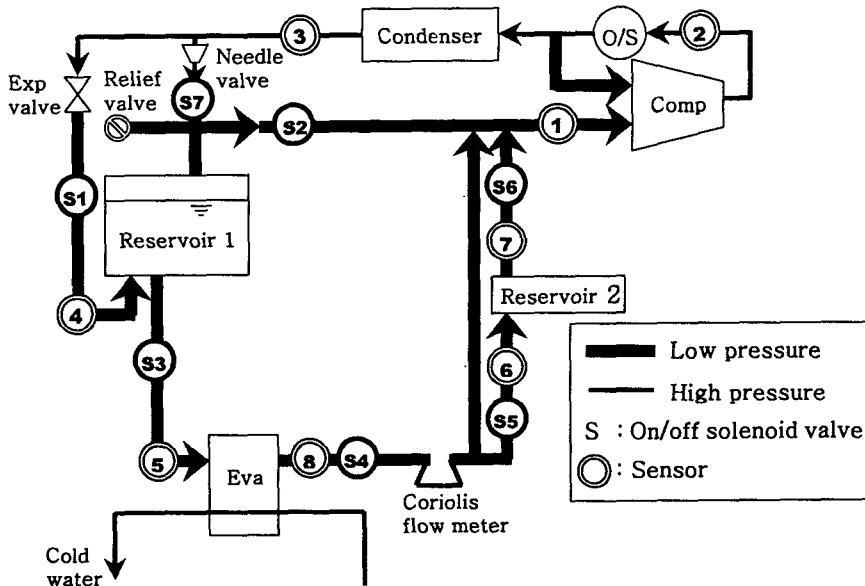 3
Condenser
O/S
2
Needle
valve
Exp
valve
Relief
valve
S7
Comp
S2
1
S1
S6
Reservoir 1
7
Reservoir 2
4
6
S3
S5
Low pressure
High pressure
S : On/off solenoid valve
: Sensor
5
Eva
8
S4
Coriolis
flow meter
Cold
water